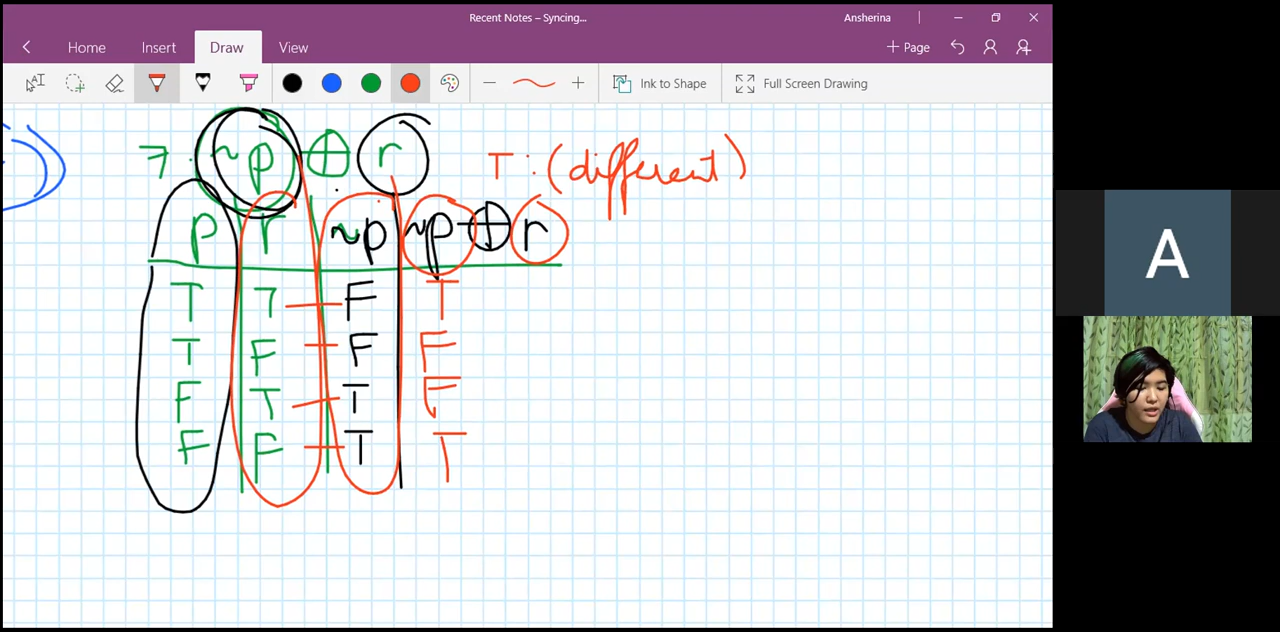 Recent Notes – Syncing...
Ansherina
Home Insert Draw View
Page
Ink to Shape
Full Screen Drawing
7. ~p ⊕ r T : (different)
p r ~p ~p ⊕ r
T T F T
T F F F
F T T F
F F T T
A